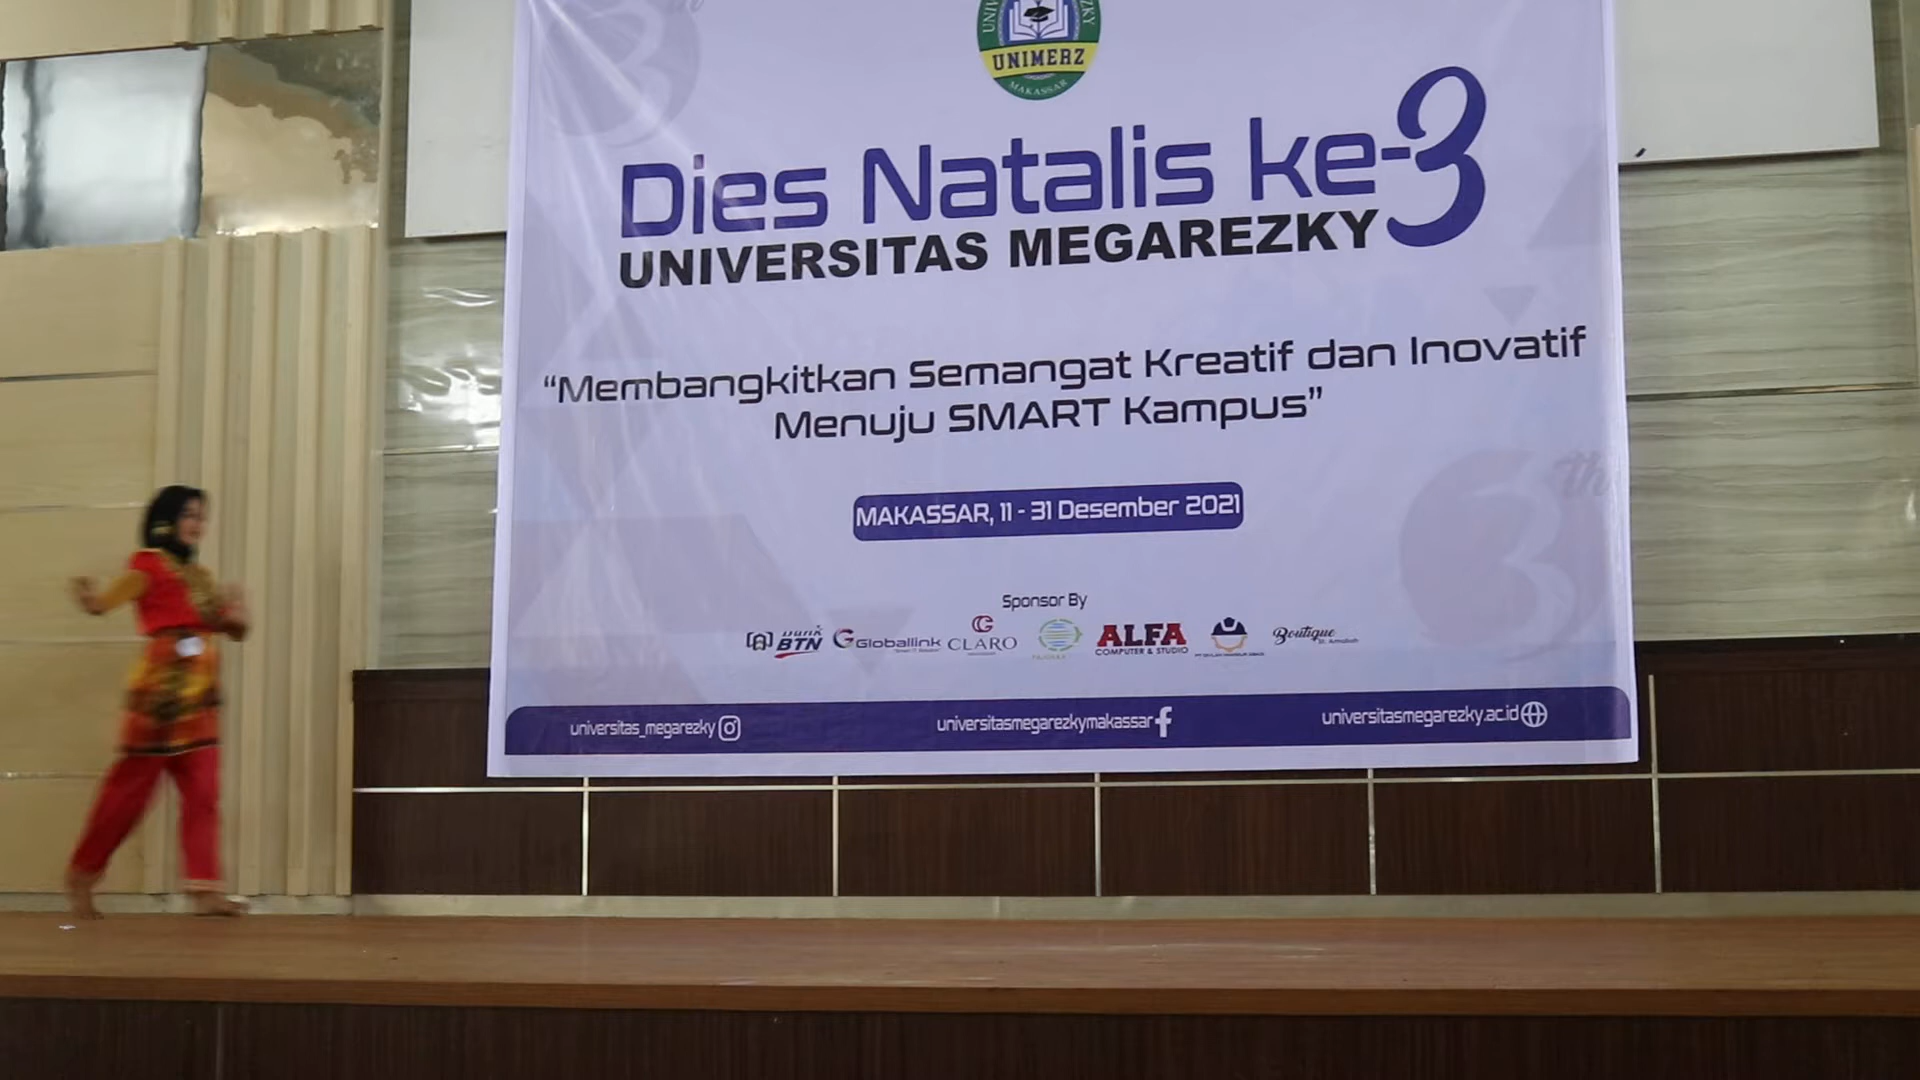 UNIMERZ
MAKASSAR
Dies Natalis ke-3
UNIVERSITAS MEGAREZKY
“Membangkitkan Semangat Kreatif dan Inovatif
Menuju SMART Kampus”
MAKASSAR, 11 - 31 Desember 2021
th
Sponsor By
BTN Globallink CLARO ALFA Boutique
COMPUTER & STUDIO
universitas_megarezky universitasmegarezkymakassar universitasmegarezky.ac.id